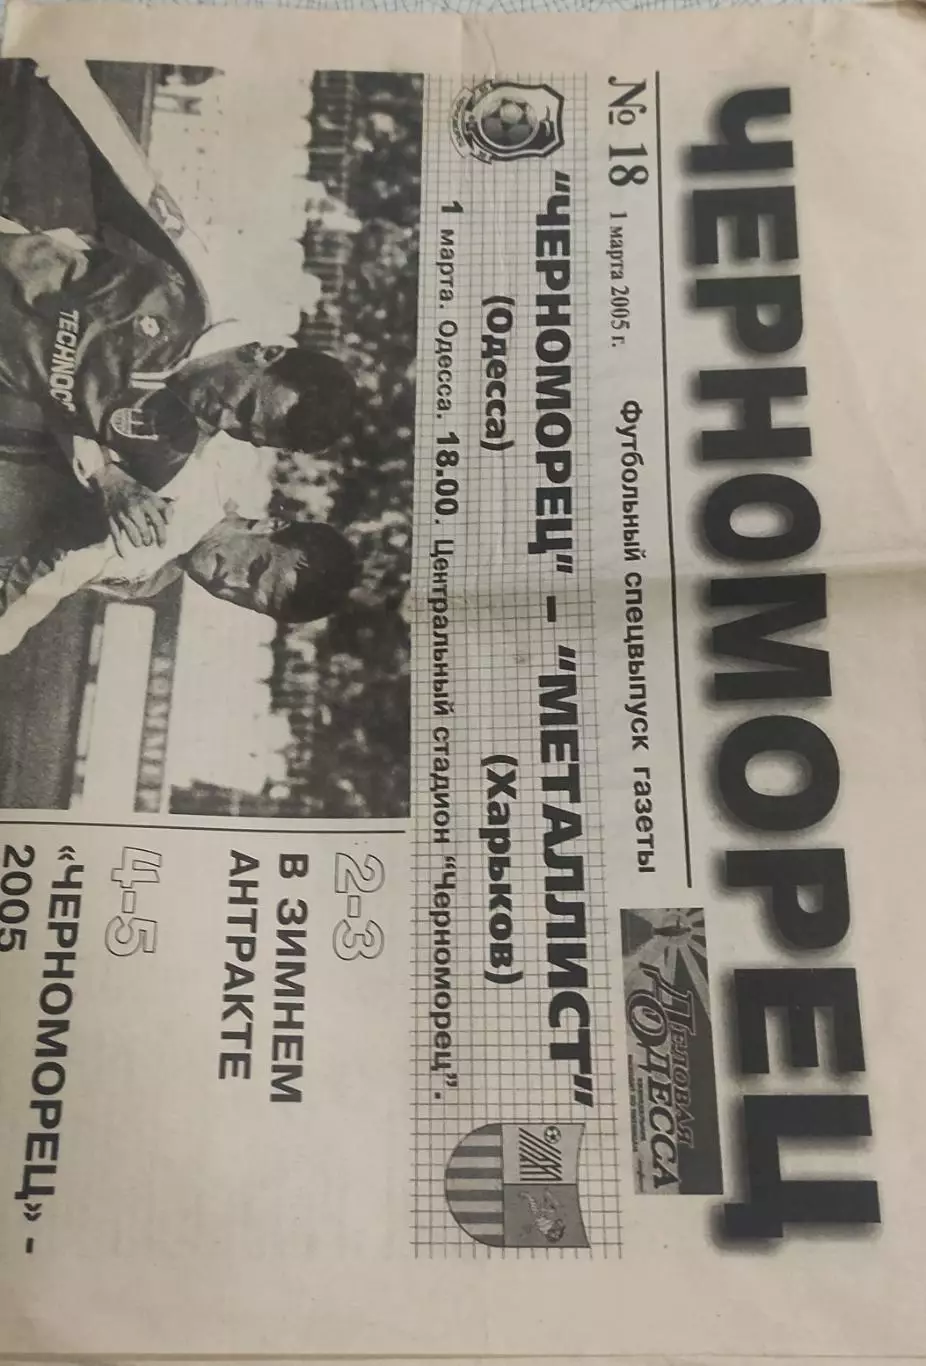 ЧЕРНОМОРЕЦ
№ 18 1 марта 2005 г. Футбольный спецвыпуск газеты
ДЕЛОВАЯ
ОДЕССА
"ЧЕРНОМОРЕЦ" - "МЕТАЛЛИСТ"
(Одесса) (Харьков)
1 марта. Одесса. 18.00. Центральный стадион "Черноморец".
TECHNO
2-3
В ЗИМНЕМ
АНТРАКТЕ
4-5
«ЧЕРНОМОРЕЦ» -
2005